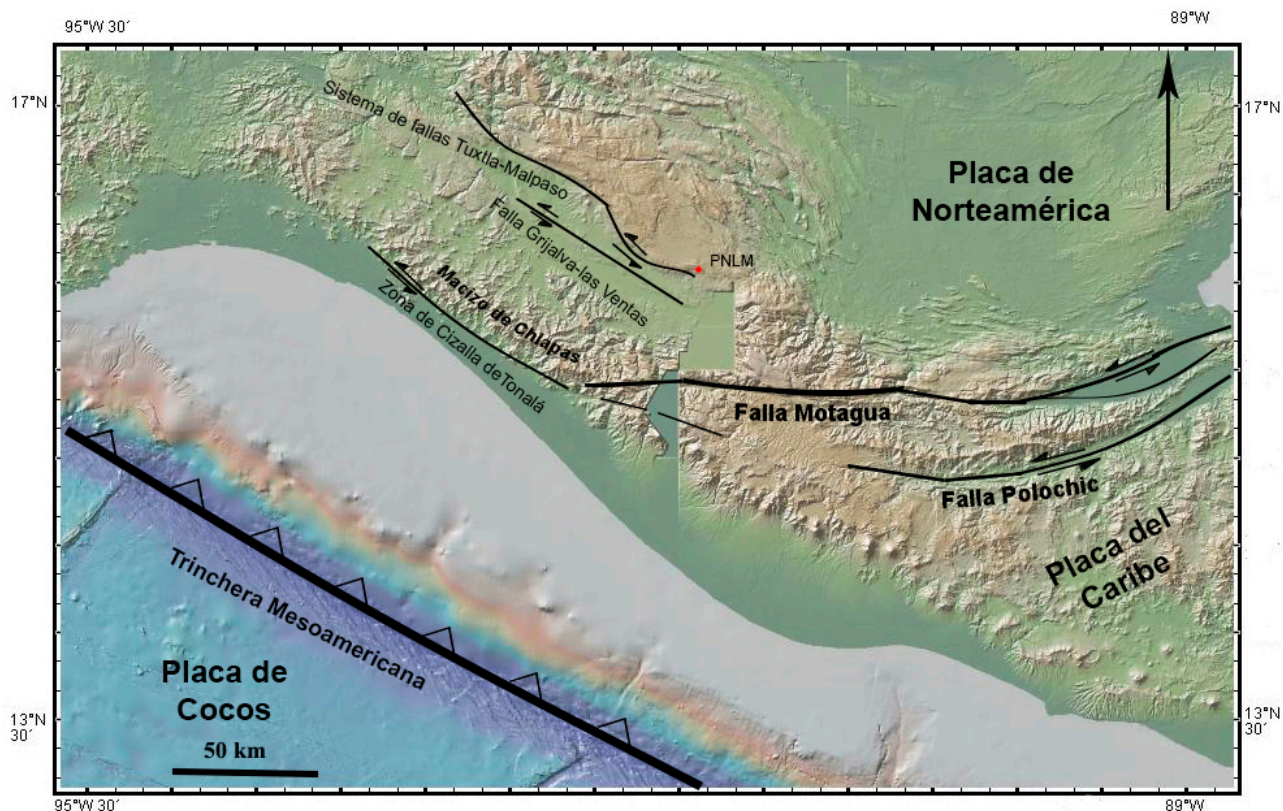 95°W 30´
89°W
17°N
17°N
Sistema de fallas Tuxtla-Malpaso
Placa de
Norteamérica
Falla Grijalva-las Ventas
PNLM
Macizo de Chiapas
Zona de Cizalla de Tonalá
Falla Motagua
Falla Polochic
Placa del
Caribe
Trinchera Mesoamericana
Placa de
Cocos
50 km
13°N
30´
13°N
30´
95°W 30´
89°W